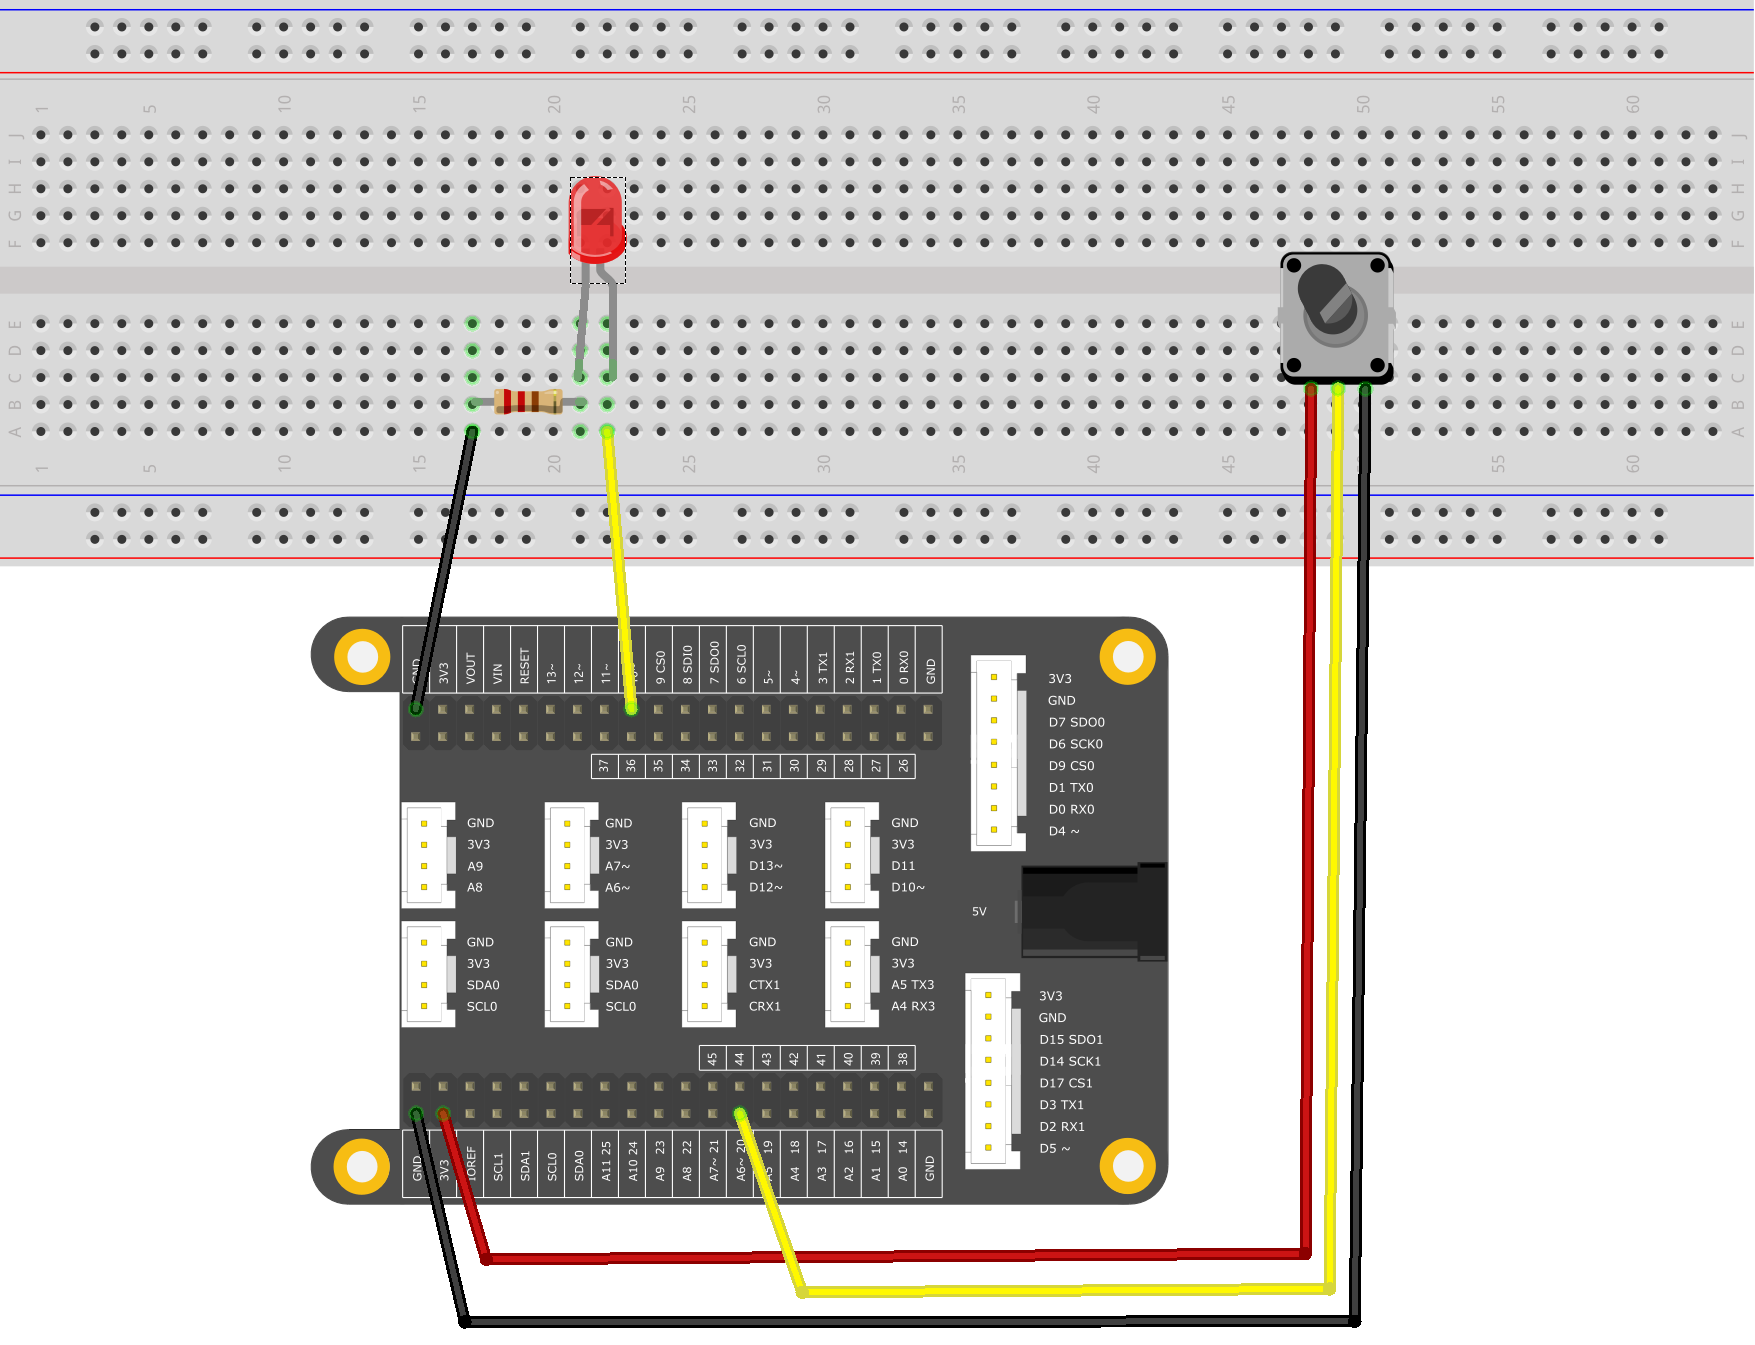 1 5 10 15 20 25 30 35 40 45 50 55 60
J J
I I
H H
G G
F F
E E
D D
C C
B B
A A
1 5 10 15 20 25 30 35 40 45 50 55 60
GND 3V3 VOUT VIN RESET 13~ 12~ 11~ 9 CS0 8 SDI0 7 SDO0 6 SCL0 5~ 4~ 3 TX1 2 RX1 1 TX0 0 RX0 GND
37 36 35 34 33 32 31 30 29 28 27 26
3V3
GND
D7 SDO0
D6 SCK0
D9 CS0
D1 TX0
D0 RX0
D4 ~
GND
3V3
A9
A8
GND
3V3
A7~
A6~
GND
3V3
D13~
D12~
GND
3V3
D11
D10~
5V
GND
3V3
SDA0
SCL0
GND
3V3
SDA0
SCL0
GND
3V3
CTX1
CRX1
GND
3V3
A5 TX3
A4 RX3
3V3
GND
D15 SDO1
D14 SCK1
D17 CS1
D3 TX1
D2 RX1
D5 ~
45 44 43 42 41 40 39 38
GND 3V3 IOREF SCL1 SDA1 SCL0 SDA0 A11 25 A10 24 A9 23 A8 22 A7~ 21 A6~ 20 A5 19 A4 18 A3 17 A2 16 A1 15 A0 14 GND